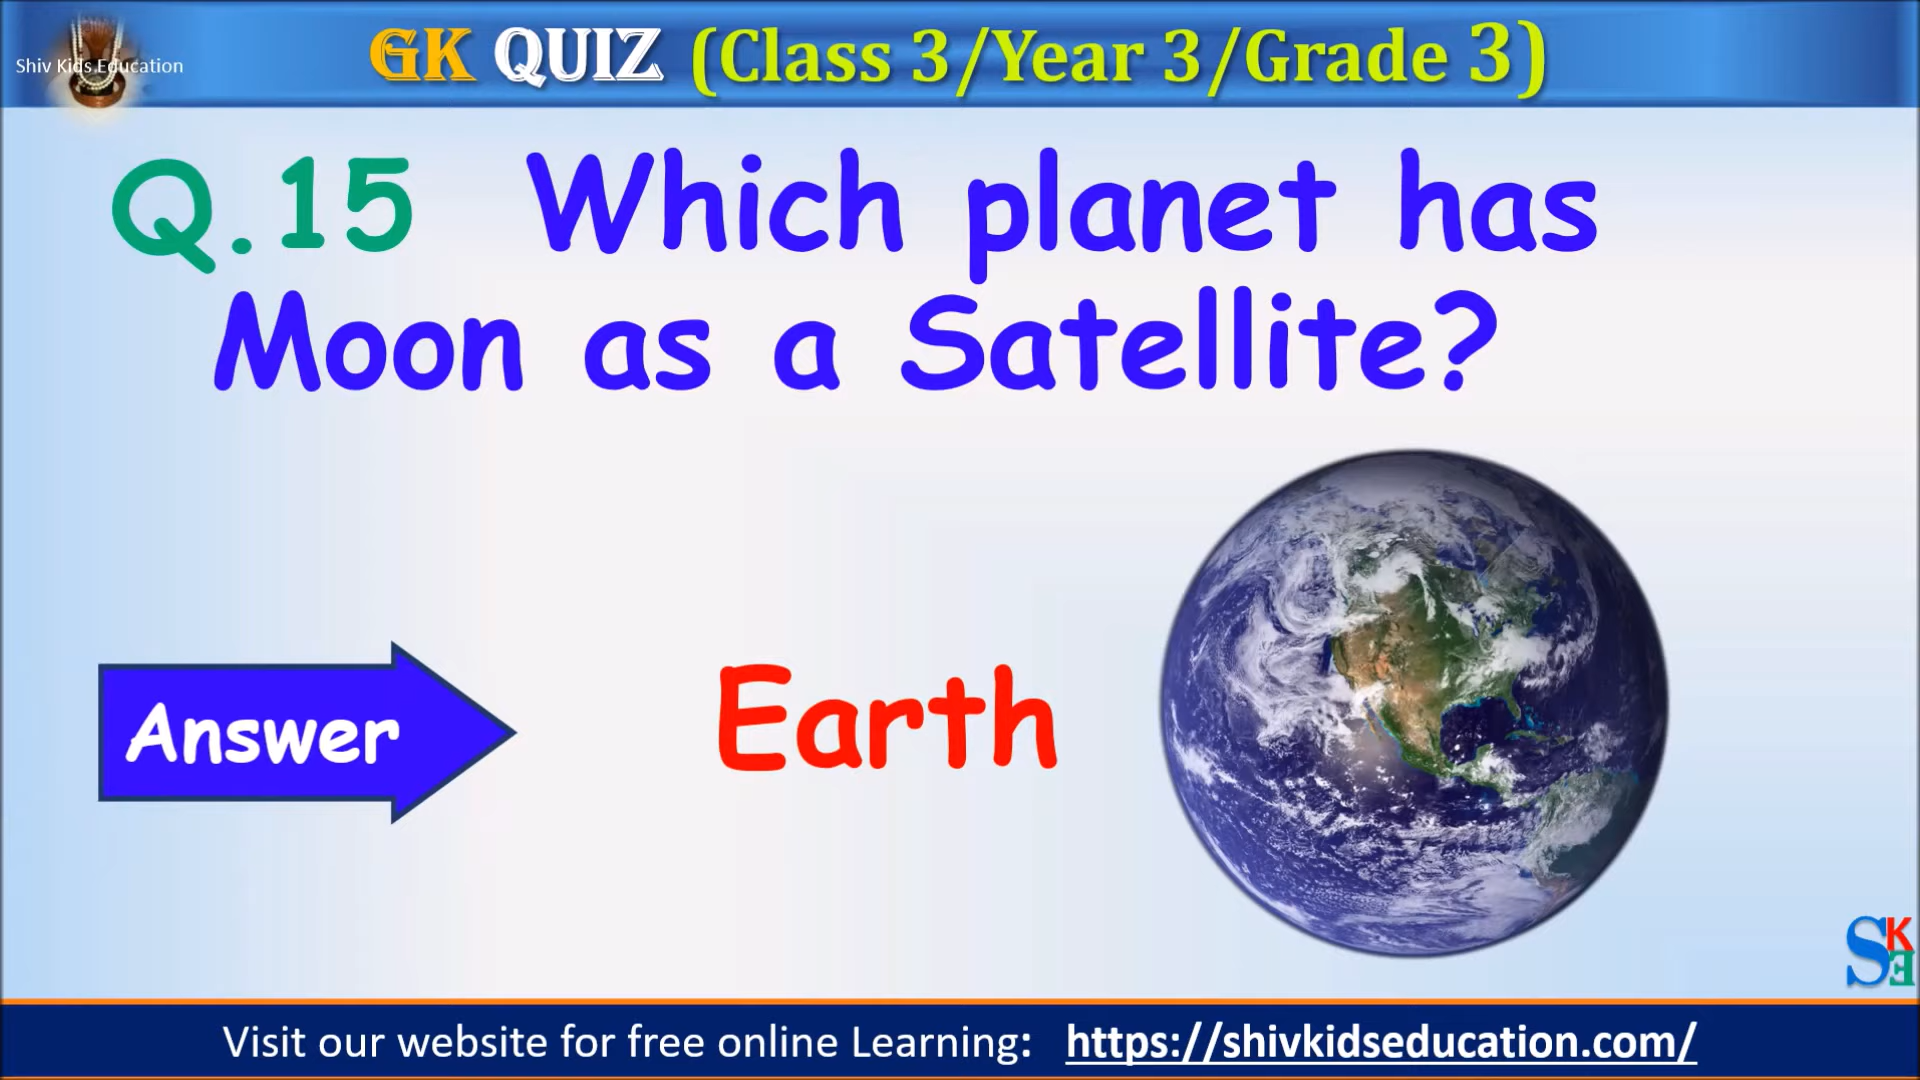 Shiv Kids Education
GK QUIZ (Class 3/Year 3/Grade 3)
Q.15 Which planet has
Moon as a Satellite?
Answer
Earth
SKE
Visit our website for free online Learning: https://shivkidseducation.com/